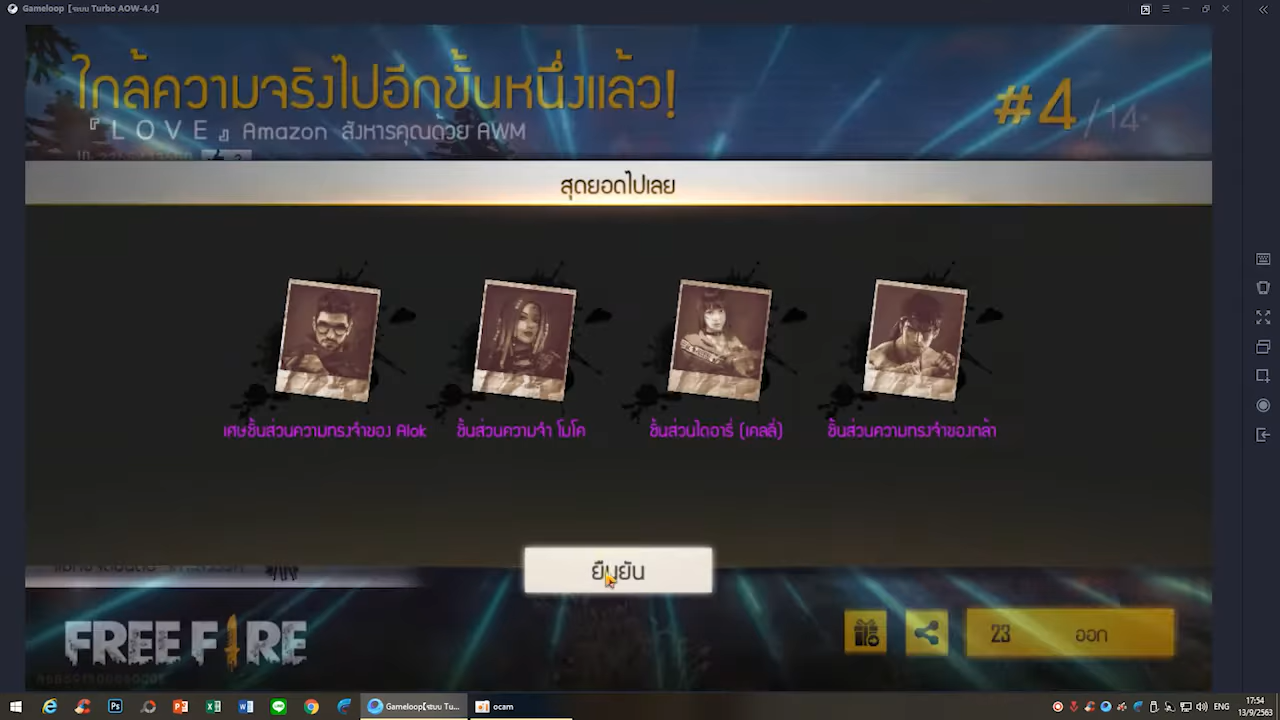 Gameloop [ระบบ Turbo AOW-4.4]
ใกล้ความจริงไปอีกขั้นหนึ่งแล้ว!
#4/14
『ＬＯＶＥ』Amazon สังหารคุณด้วย AWM
สุดยอดไปเลย
เศษชิ้นส่วนความทรงจำของ Alok
ชิ้นส่วนความจำ โมโค
ชิ้นส่วนไดอารี่ (เคลลี่)
ชิ้นส่วนความทรงจำของกล้า
ยืนยัน
FREE FIRE
23 ออก
Gameloop[ระบบ Tu...
ocam
ENG
17:54
13/9/2563